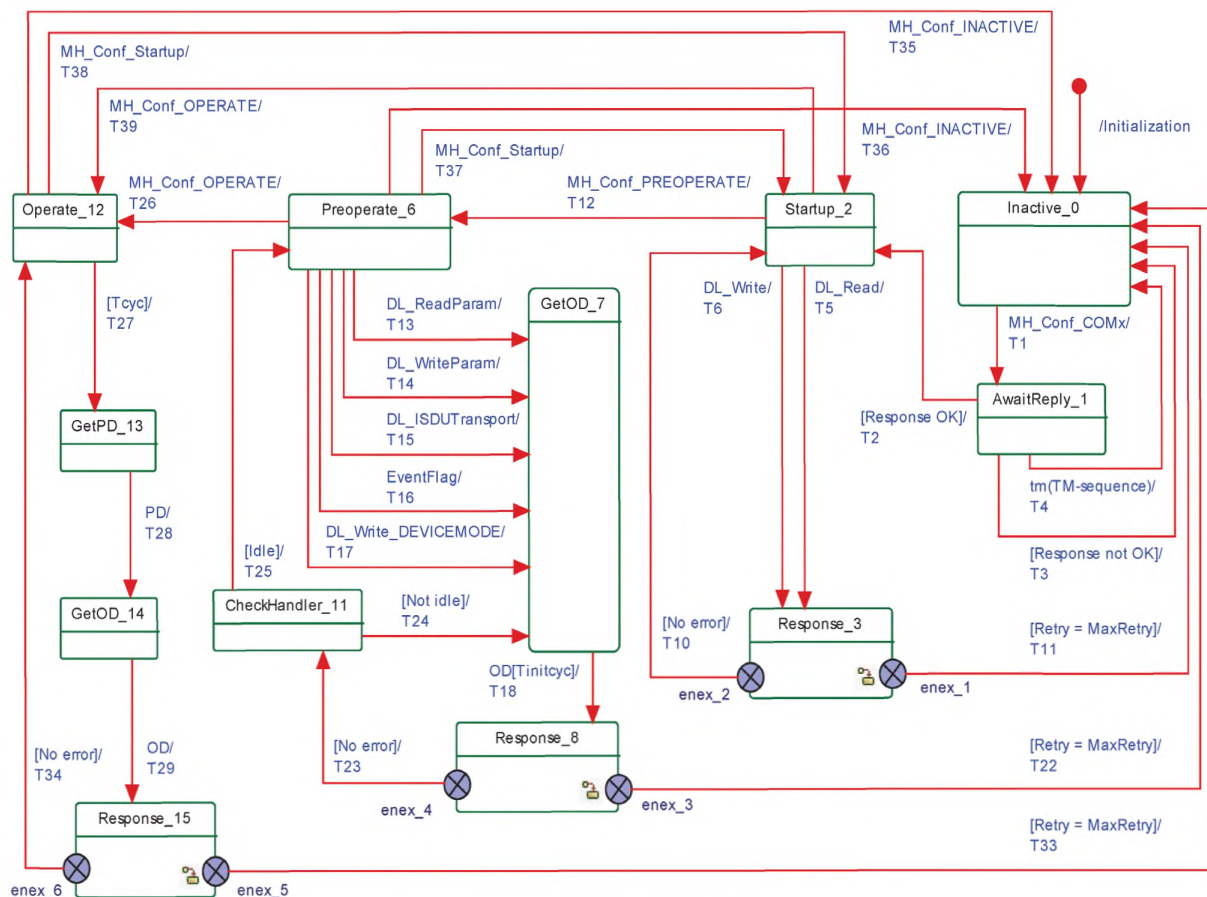 MH_Conf_Startup/
T38
MH_Conf_INACTIVE/
T35
MH_Conf_OPERATE/
T39
/Initialization
MH_Conf_Startup/
T37
MH_Conf_INACTIVE/
T36
MH_Conf_OPERATE/
T26
MH_Conf_PREOPERATE/
T12
Operate_12
Preoperate_6
Startup_2
Inactive_0
[Tcyc]/
T27
DL_ReadParam/
T13
GetOD_7
DL_Write/
T6
DL_Read/
T5
MH_Conf_COMx/
T1
DL_WriteParam/
T14
AwaitReply_1
GetPD_13
DL_ISDUTransport/
T15
[Response OK]/
T2
EventFlag/
T16
tm(TM-sequence)/
T4
PD/
T28
DL_Write_DEVICEMODE/
T17
[Idle]/
T25
[Response not OK]/
T3
GetOD_14
CheckHandler_11
[Not idle]/
T24
Response_3
[No error]/
T10
[Retry = MaxRetry]/
T11
enex_2
enex_1
OD[Tinitcyc]/
T18
[No error]/
T34
OD/
T29
[No error]/
T23
Response_8
[Retry = MaxRetry]/
T22
enex_4
enex_3
Response_15
[Retry = MaxRetry]/
T33
enex_6
enex_5